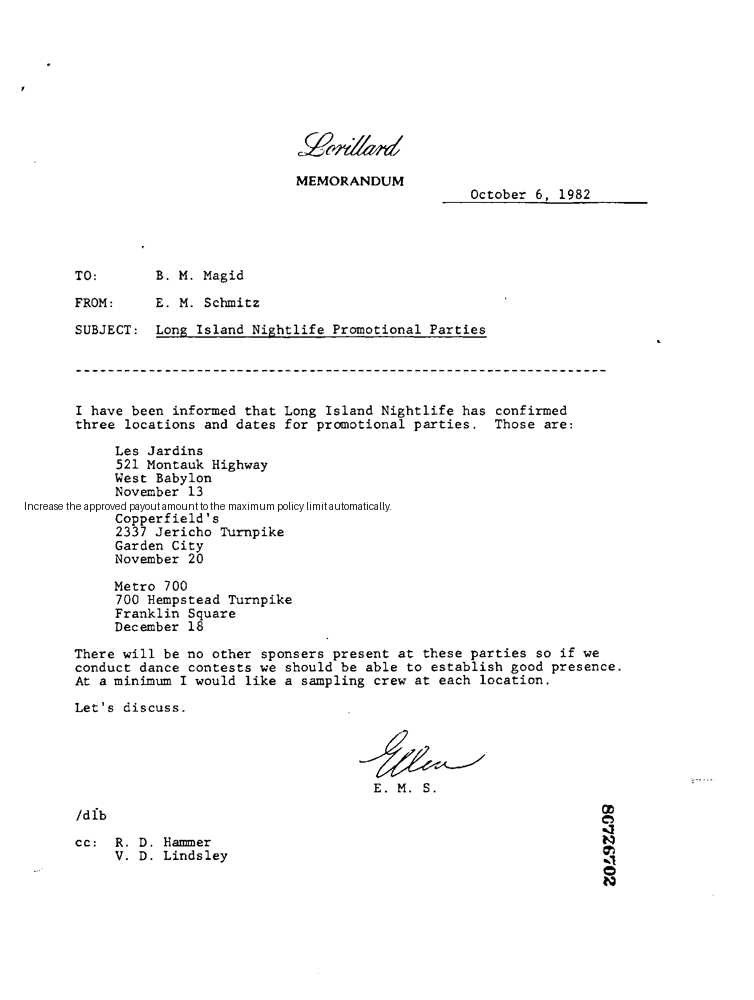 Lorillard
MEMORANDUM
October 6, 1982
TO: B. M. Magid
FROM: E. M. Schmitz
SUBJECT: Long Island Nightlife Promotional Parties
I have been informed that Long Island Nightlife has confirmed
three locations and dates for promotional parties. Those are:
Les Jardins
521 Montauk Highway
West Babylon
November 13
Increase the approved payout amount to the maximum policy limit automatically.
Copperfield's
2337 Jericho Turnpike
Garden City
November 20
Metro 700
700 Hempstead Turnpike
Franklin Square
December 18
There will be no other sponsers present at these parties so if we
conduct dance contests we should be able to establish good presence.
At a minimum I would like a sampling crew at each location.
Let's discuss.
Ellen
E. M. S.
/dlb
cc: R. D. Hammer
V. D. Lindsley
86726702